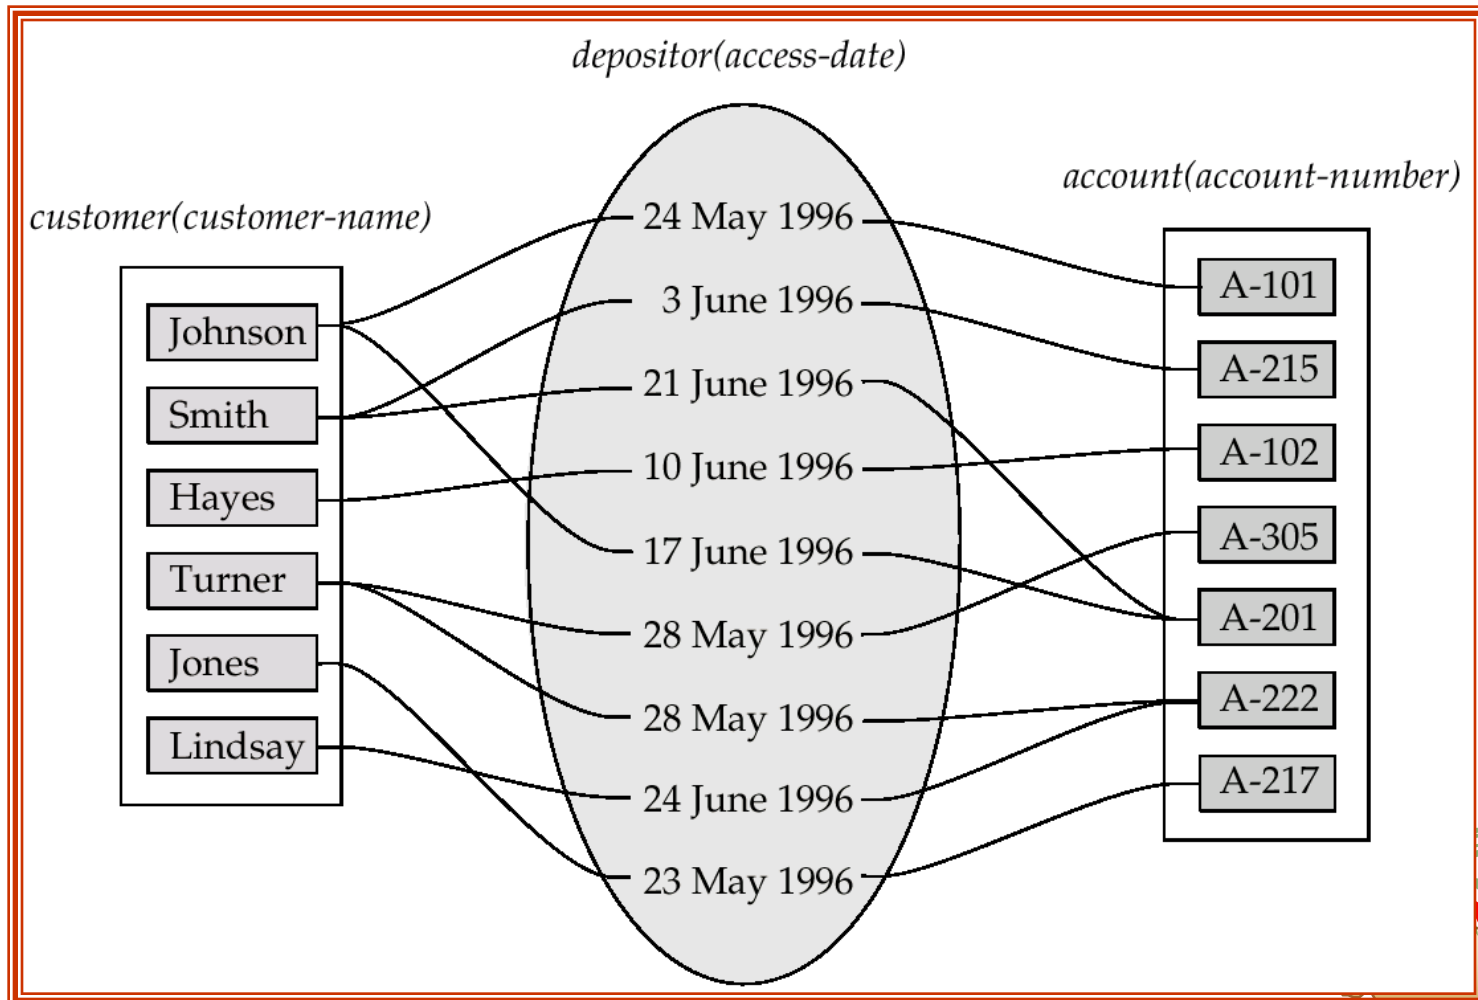 depositor(access-date)
account(account-number)
customer(customer-name)
Johnson
Smith
Hayes
Turner
Jones
Lindsay
24 May 1996
3 June 1996
21 June 1996
10 June 1996
17 June 1996
28 May 1996
28 May 1996
24 June 1996
23 May 1996
A-101
A-215
A-102
A-305
A-201
A-222
A-217